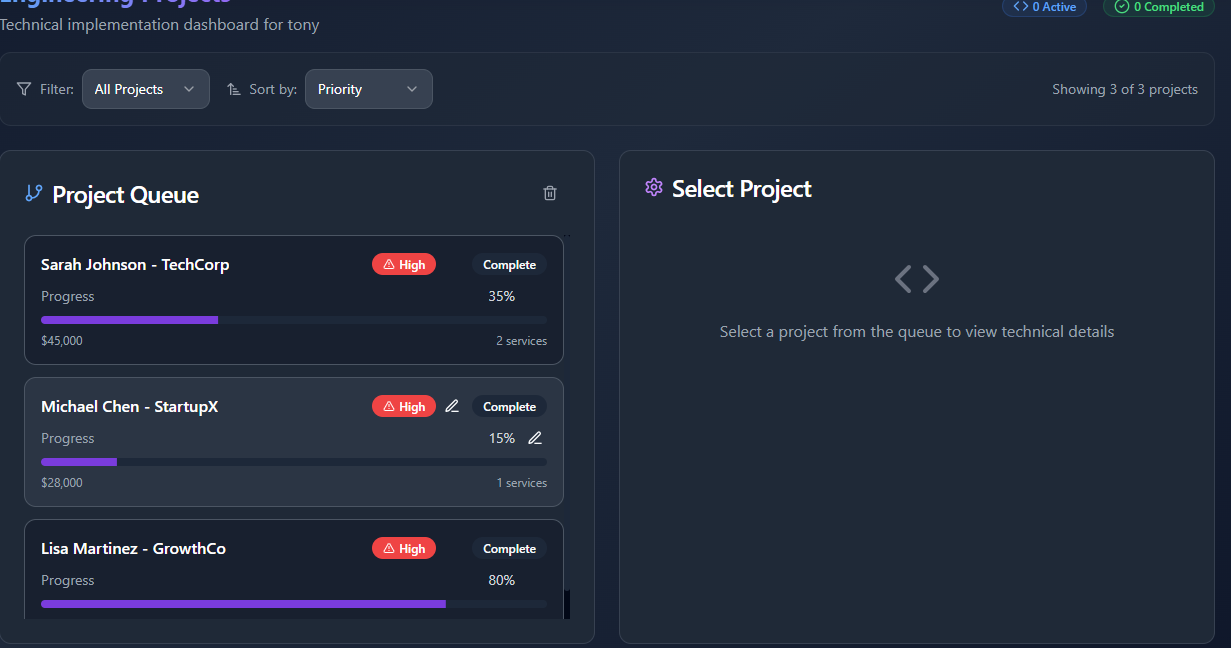 Engineering Projects
Technical implementation dashboard for tony
0 Active
0 Completed
Filter:
All Projects
Sort by:
Priority
Showing 3 of 3 projects
Project Queue
Sarah Johnson - TechCorp
High
Complete
Progress
35%
$45,000
2 services
Michael Chen - StartupX
High
Complete
Progress
15%
$28,000
1 services
Lisa Martinez - GrowthCo
High
Complete
Progress
80%
Select Project
Select a project from the queue to view technical details